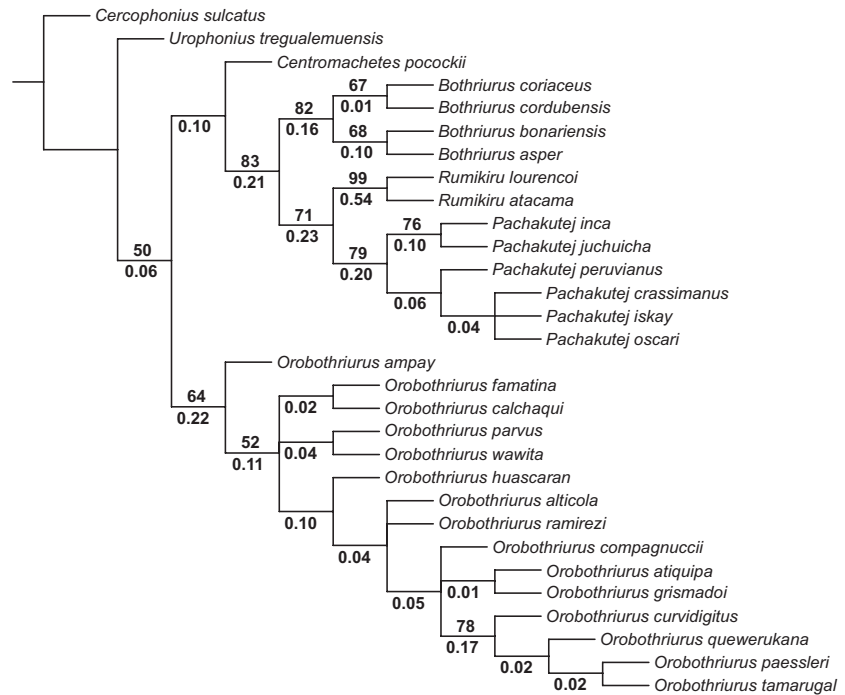 Cercophonius sulcatus
Urophonius tregualemuensis
Centromachetes pocockii
67
Bothriurus coriaceus
82
0.01
Bothriurus cordubensis
0.10
0.16
68
Bothriurus bonariensis
83
0.10
Bothriurus asper
0.21
99
Rumikiru lourencoi
71
0.54
Rumikiru atacama
0.23
76
Pachakutej inca
50
79
0.10
Pachakutej juchuicha
0.06
0.20
Pachakutej peruvianus
0.06
Pachakutej crassimanus
0.04
Pachakutej iskay
Pachakutej oscari
Orobothriurus ampay
64
Orobothriurus famatina
0.22
0.02
Orobothriurus calchaqui
52
Orobothriurus parvus
0.11
0.04
Orobothriurus wawita
Orobothriurus huascaran
0.10
Orobothriurus alticola
Orobothriurus ramirezi
0.04
Orobothriurus compagnuccii
Orobothriurus atiquipa
0.05
0.01
Orobothriurus grismadoi
78
Orobothriurus curvidigitus
0.17
Orobothriurus quewerukana
0.02
Orobothriurus paessleri
0.02
Orobothriurus tamarugal